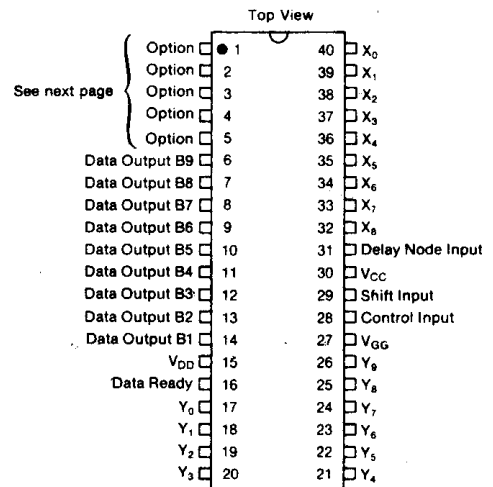 Top View
Option 1 40 X0
Option 2 39 X1
See next page Option 3 38 X2
Option 4 37 X3
Option 5 36 X4
Data Output B9 6 35 X5
Data Output B8 7 34 X6
Data Output B7 8 33 X7
Data Output B6 9 32 X8
Data Output B5 10 31 Delay Node Input
Data Output B4 11 30 VCC
Data Output B3 12 29 Shift Input
Data Output B2 13 28 Control Input
Data Output B1 14 27 VGG
VDD 15 26 Y9
Data Ready 16 25 Y8
Y0 17 24 Y7
Y1 18 23 Y6
Y2 19 22 Y5
Y3 20 21 Y4